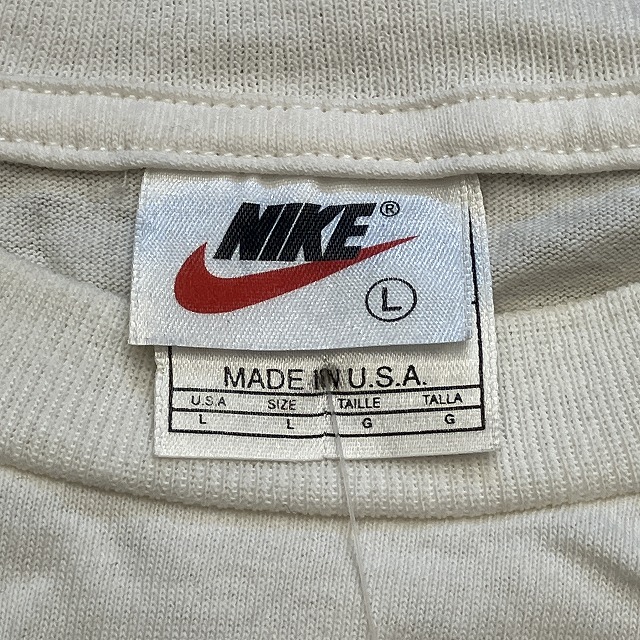 NIKE®
L
MADE IN U.S.A.
U.S.A SIZE TAILLE TALLA
L L G G